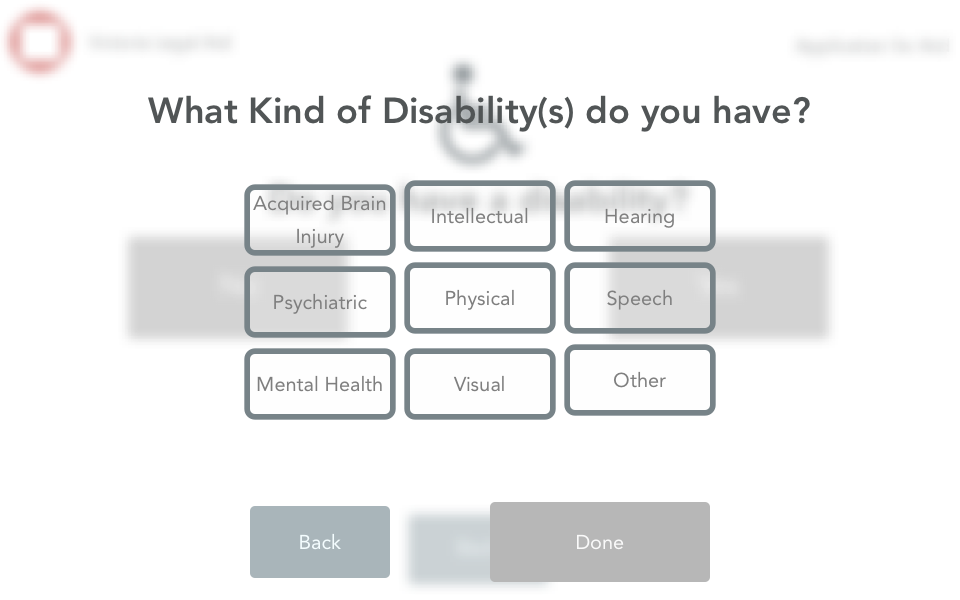 What Kind of Disability(s) do you have?
Acquired Brain
Injury
Intellectual
Hearing
Psychiatric
Physical
Speech
Mental Health
Visual
Other
Back
Done